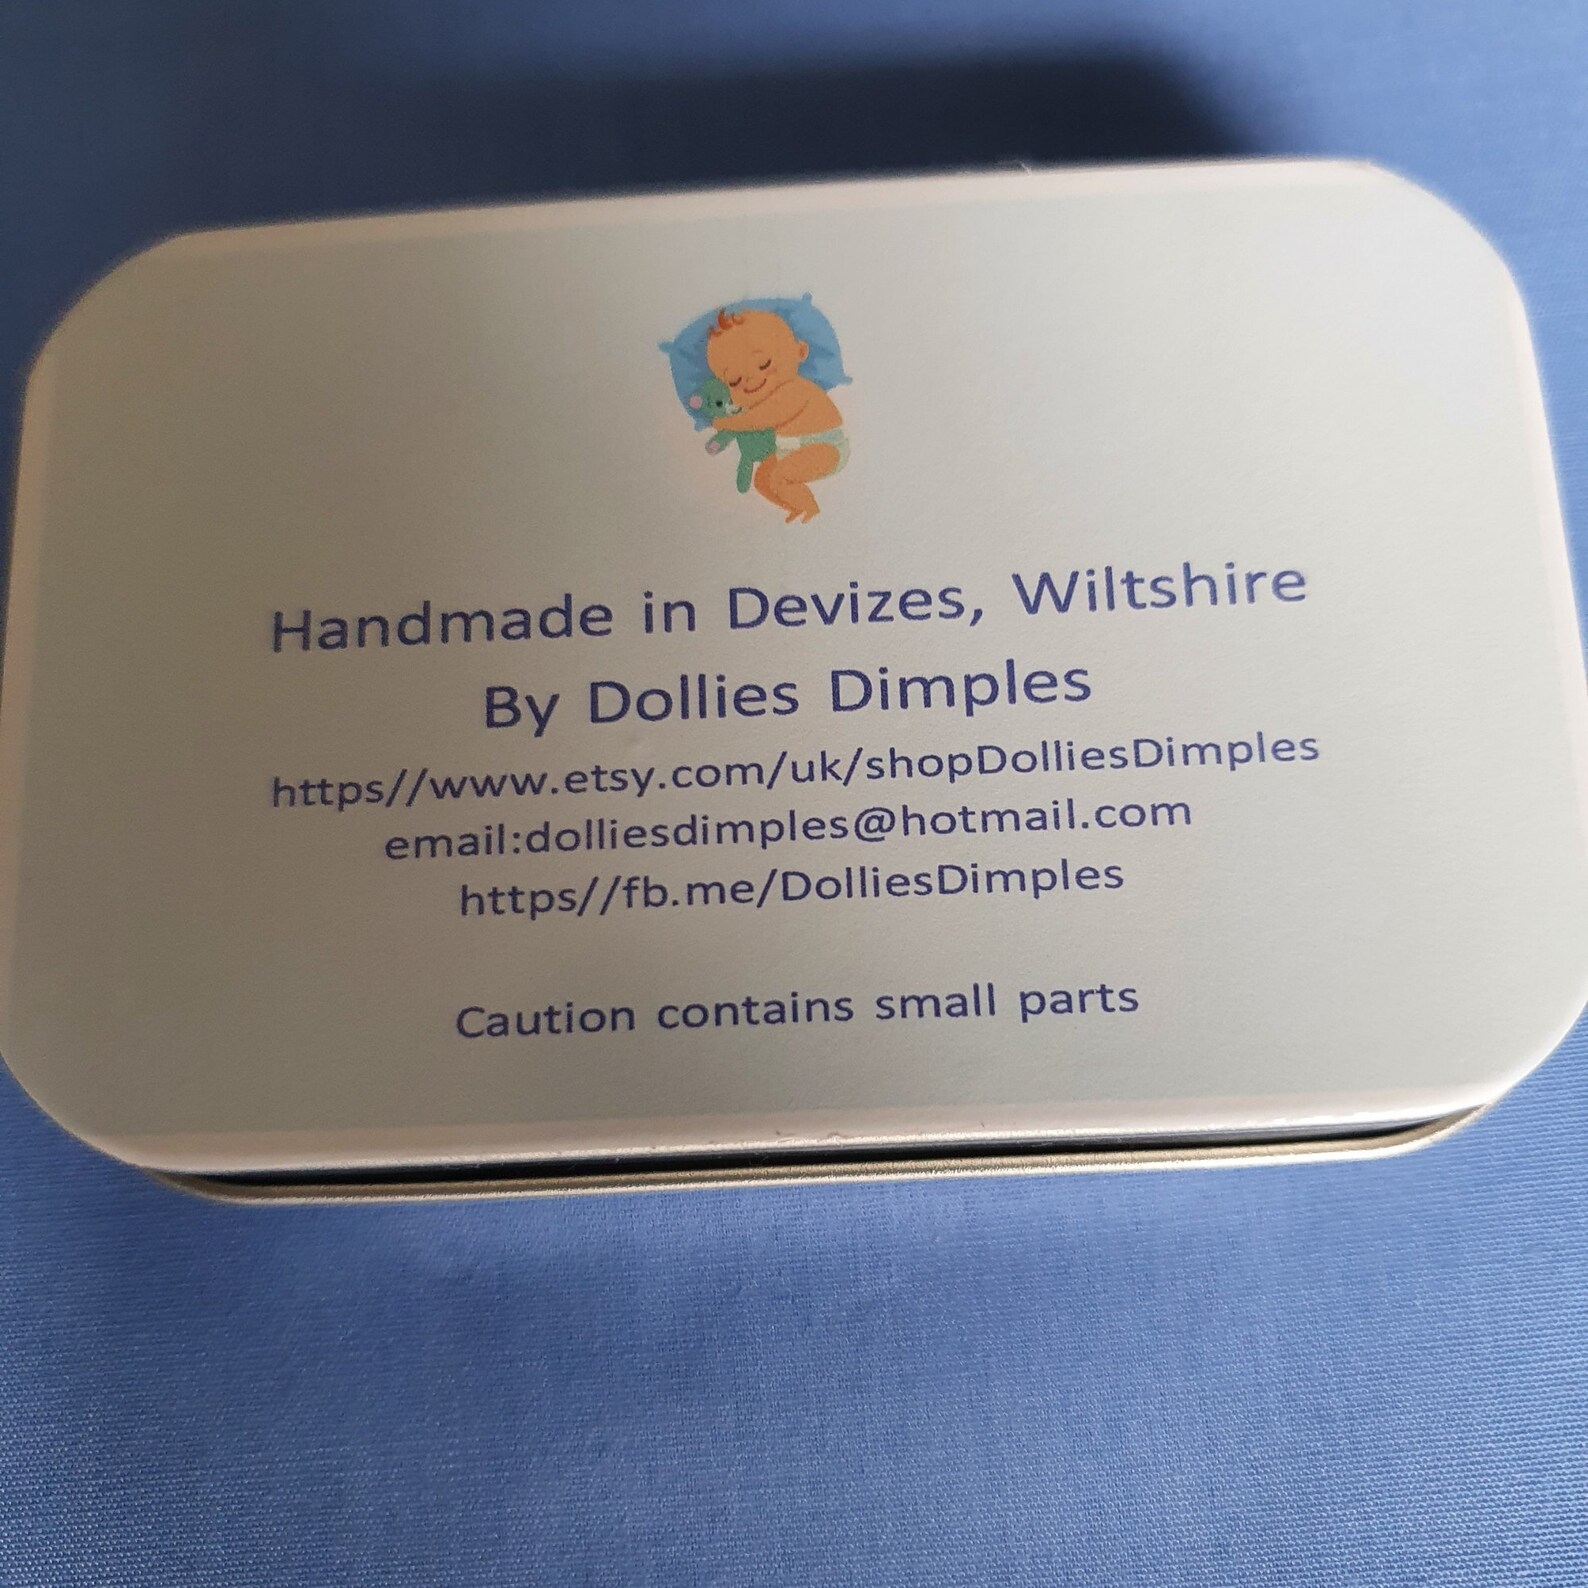 Handmade in Devizes, Wiltshire
By Dollies Dimples
https//www.etsy.com/uk/shopDolliesDimples
email:dolliesdimples@hotmail.com
https//fb.me/DolliesDimples
Caution contains small parts